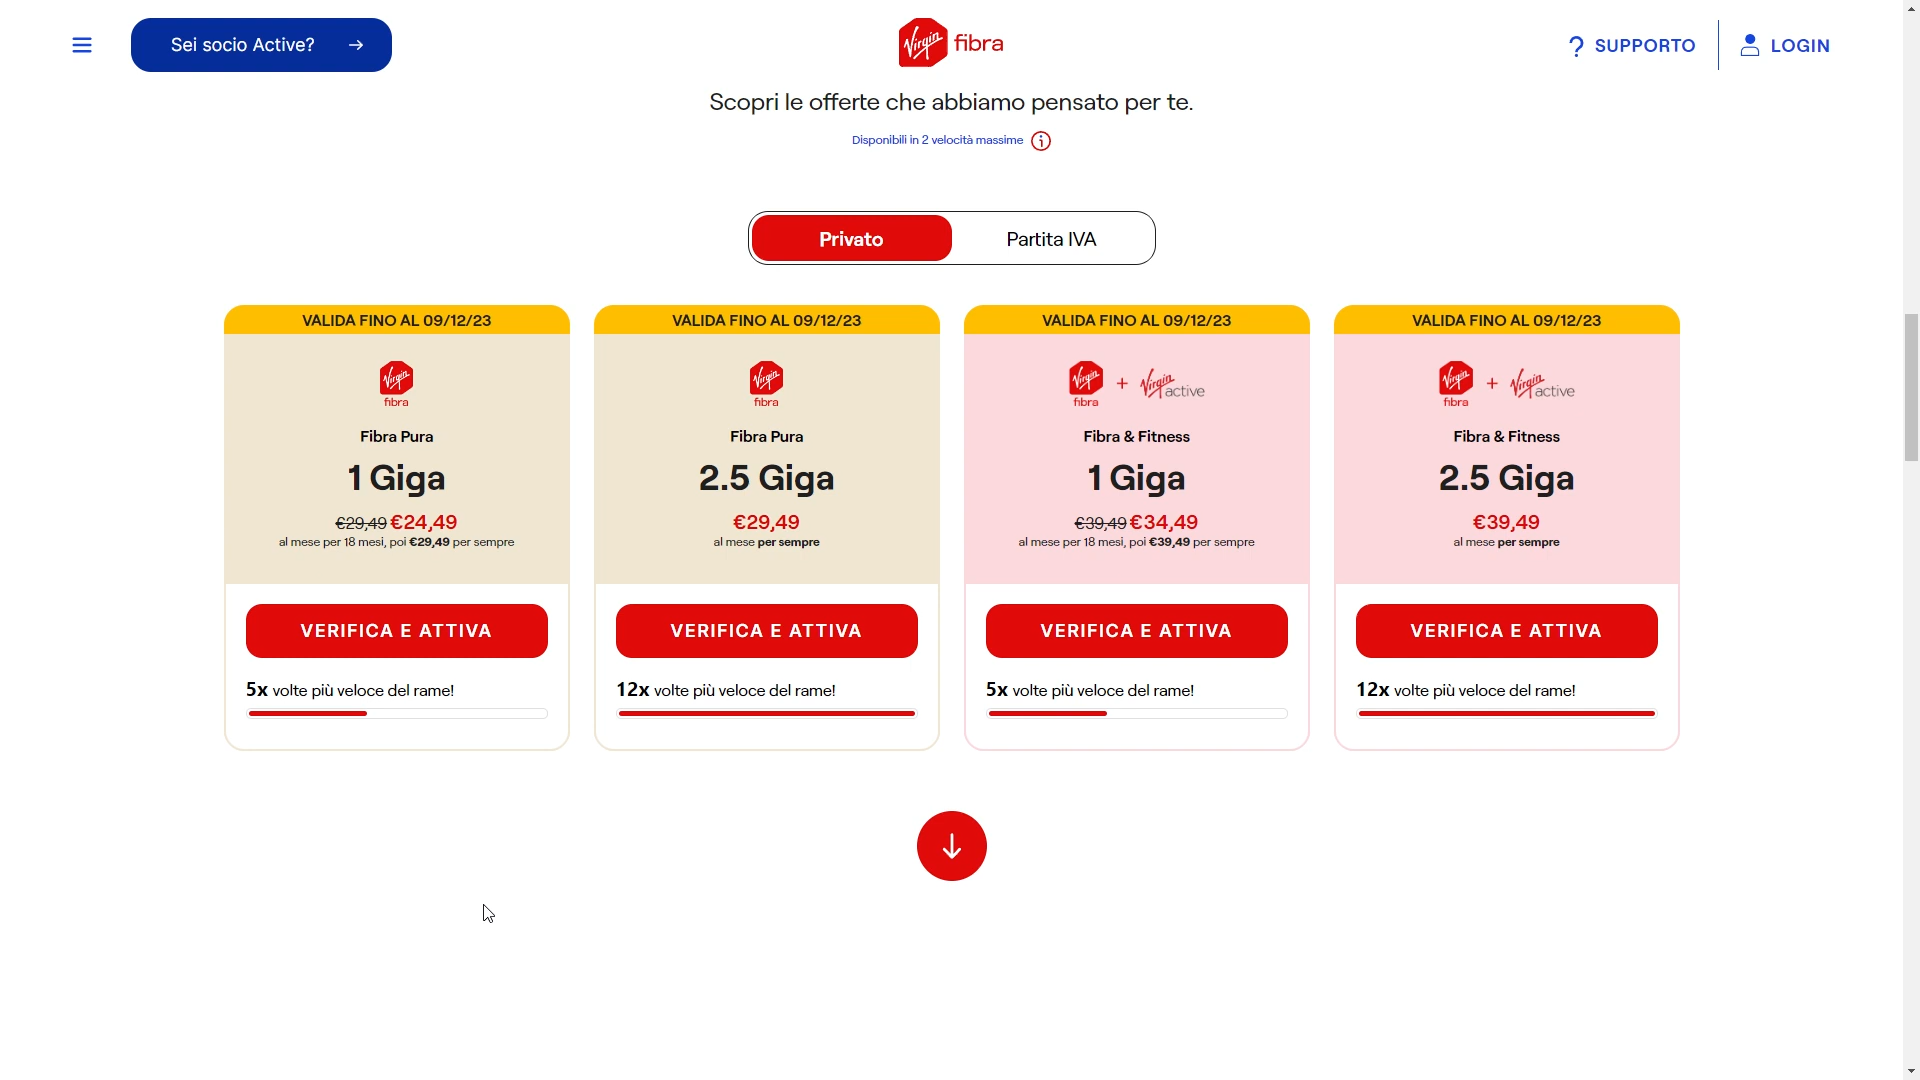 Sei socio Active?
Virgin fibra
SUPPORTO
LOGIN
Scopri le offerte che abbiamo pensato per te.
Disponibili in 2 velocità massime
Privato
Partita IVA
VALIDA FINO AL 09/12/23
Virgin
fibra
Fibra Pura
1 Giga
€29,49 €24,49
al mese per 18 mesi, poi €29,49 per sempre
VERIFICA E ATTIVA
5x volte più veloce del rame!
VALIDA FINO AL 09/12/23
Virgin
fibra
Fibra Pura
2.5 Giga
€29,49
al mese per sempre
VERIFICA E ATTIVA
12x volte più veloce del rame!
VALIDA FINO AL 09/12/23
Virgin
fibra
+
Virgin active
Fibra & Fitness
1 Giga
€39,49 €34,49
al mese per 18 mesi, poi €39,49 per sempre
VERIFICA E ATTIVA
5x volte più veloce del rame!
VALIDA FINO AL 09/12/23
Virgin
fibra
+
Virgin active
Fibra & Fitness
2.5 Giga
€39,49
al mese per sempre
VERIFICA E ATTIVA
12x volte più veloce del rame!